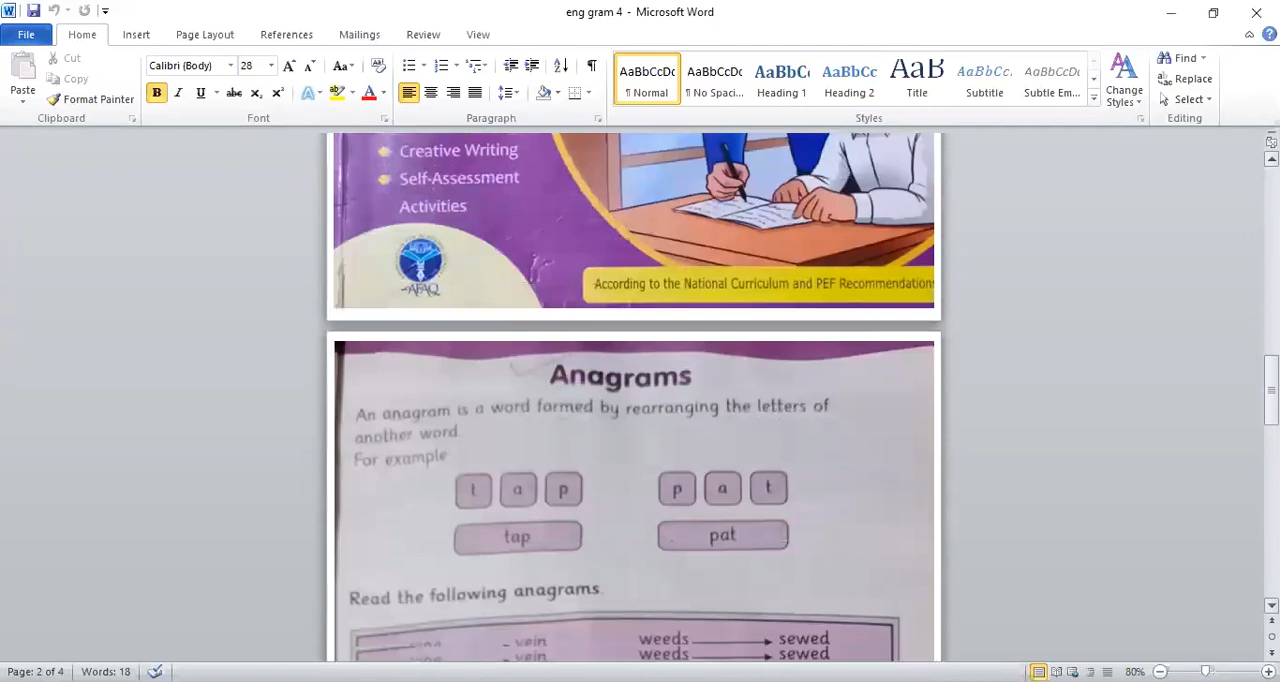 eng gram 4 - Microsoft Word
File Home Insert Page Layout References Mailings Review View
Cut
Copy
Paste
Format Painter
Clipboard
Calibri (Body) 28
Font
Paragraph
AaBbCcDc AaBbCcDc AaBbC AaBbCc AaB AaBbCc. AaBbCcDc.
¶ Normal ¶ No Spaci... Heading 1 Heading 2 Title Subtitle Subtle Em...
Styles
Change
Styles
Find
Replace
Select
Editing
Creative Writing
Self-Assessment
Activities
AFAQ
According to the National Curriculum and PEF Recommendations
Anagrams
An anagram is a word formed by rearranging the letters of
another word.
For example
t a p p a t
tap pat
Read the following anagrams.
vein weeds sewed
vein weeds sewed
Page: 2 of 4 Words: 18 80%